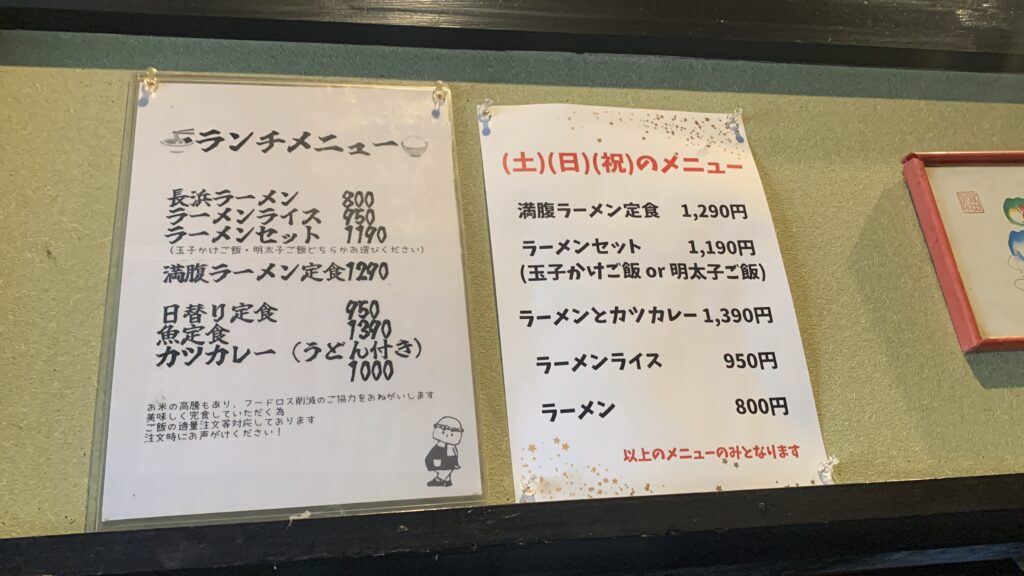 ランチメニュー
長浜ラーメン 800
ラーメンライス 950
ラーメンセット 1190
(玉子かけご飯・明太子ご飯どちらかお選びください)
満腹ラーメン定食1290
日替り定食 950
魚定食 1390
カツカレー(うどん付き)
1000
お米の高騰もあり、フードロス削減のご協力をおねがいします
美味しく完食していただく為
ご飯の適量注文等対応しております
注文時にお声がけください!
(土)(日)(祝)のメニュー
満腹ラーメン定食 1,290円
ラーメンセット 1,190円
(玉子かけご飯 or 明太子ご飯)
ラーメンとカツカレー 1,390円
ラーメンライス 950円
ラーメン 800円
以上のメニューのみとなります